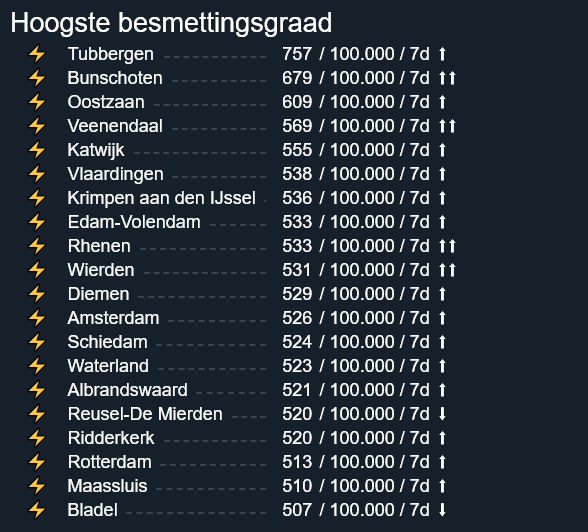 Hoogste besmettingsgraad
Tubbergen 757 / 100.000 / 7d ⬆
Bunschoten 679 / 100.000 / 7d ⬆⬆
Oostzaan 609 / 100.000 / 7d ⬆
Veenendaal 569 / 100.000 / 7d ⬆⬆
Katwijk 555 / 100.000 / 7d ⬆
Vlaardingen 538 / 100.000 / 7d ⬆
Krimpen aan den IJssel 536 / 100.000 / 7d ⬆
Edam-Volendam 533 / 100.000 / 7d ⬆
Rhenen 533 / 100.000 / 7d ⬆⬆
Wierden 531 / 100.000 / 7d ⬆⬆
Diemen 529 / 100.000 / 7d ⬆
Amsterdam 526 / 100.000 / 7d ⬆
Schiedam 524 / 100.000 / 7d ⬆
Waterland 523 / 100.000 / 7d ⬆
Albrandswaard 521 / 100.000 / 7d ⬆
Reusel-De Mierden 520 / 100.000 / 7d ⬇
Ridderkerk 520 / 100.000 / 7d ⬆
Rotterdam 513 / 100.000 / 7d ⬆
Maassluis 510 / 100.000 / 7d ⬆
Bladel 507 / 100.000 / 7d ⬇